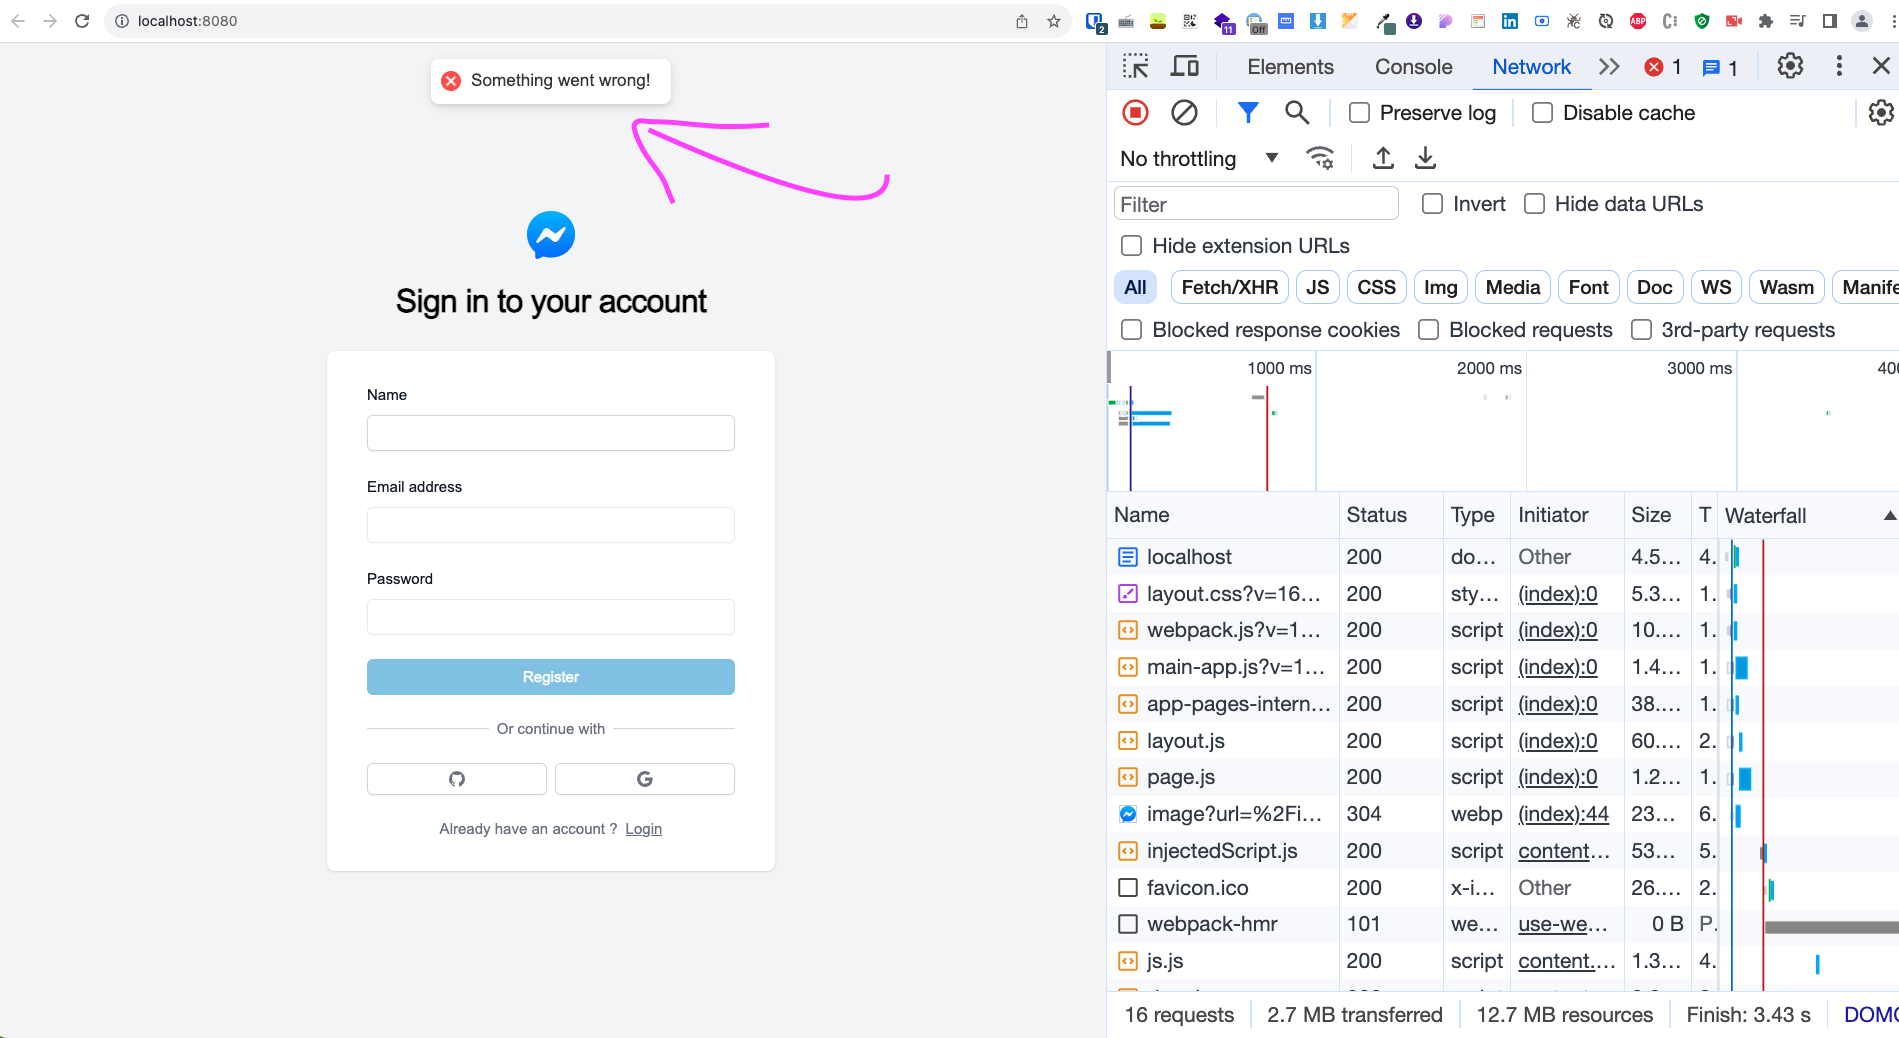 localhost:8080
2
11
Off
ABP
Something went wrong!
Sign in to your account
Name
Email address
Password
Register
Or continue with
Already have an account ? Login
Elements Console Network 1 1
Preserve log Disable cache
No throttling
Filter Invert Hide data URLs
Hide extension URLs
All Fetch/XHR JS CSS Img Media Font Doc WS Wasm Manife
Blocked response cookies Blocked requests 3rd-party requests
1000 ms 2000 ms 3000 ms 400
Name Status Type Initiator Size T Waterfall
localhost 200 do... Other 4.5... 4.
layout.css?v=16... 200 sty... (index):0 5.3... 1.
webpack.js?v=1... 200 script (index):0 10.... 1.
main-app.js?v=1... 200 script (index):0 1.4... 1.
app-pages-intern... 200 script (index):0 38.... 1.
layout.js 200 script (index):0 60.... 2.
page.js 200 script (index):0 1.2... 1.
image?url=%2Fi... 304 webp (index):44 23... 6.
injectedScript.js 200 script content... 53... 5.
favicon.ico 200 x-i... Other 26.... 2.
webpack-hmr 101 we... use-we... 0 B P.
js.js 200 script content.... 1.3... 4.
16 requests 2.7 MB transferred 12.7 MB resources Finish: 3.43 s DOMC